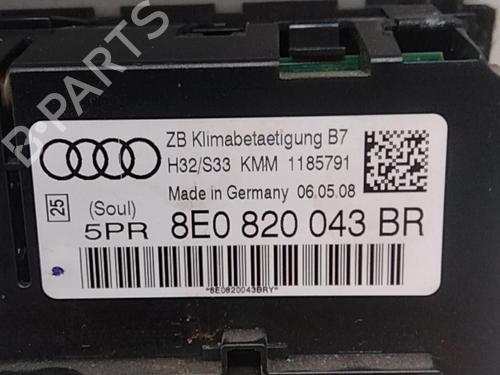 B-PARTS
ZB Klimabetaetigung B7
H32/S33 KMM 1185791
Made in Germany 06.05.08
25
(Soul)
5PR 8E0 820 043 BR
*8E0820043BRY*